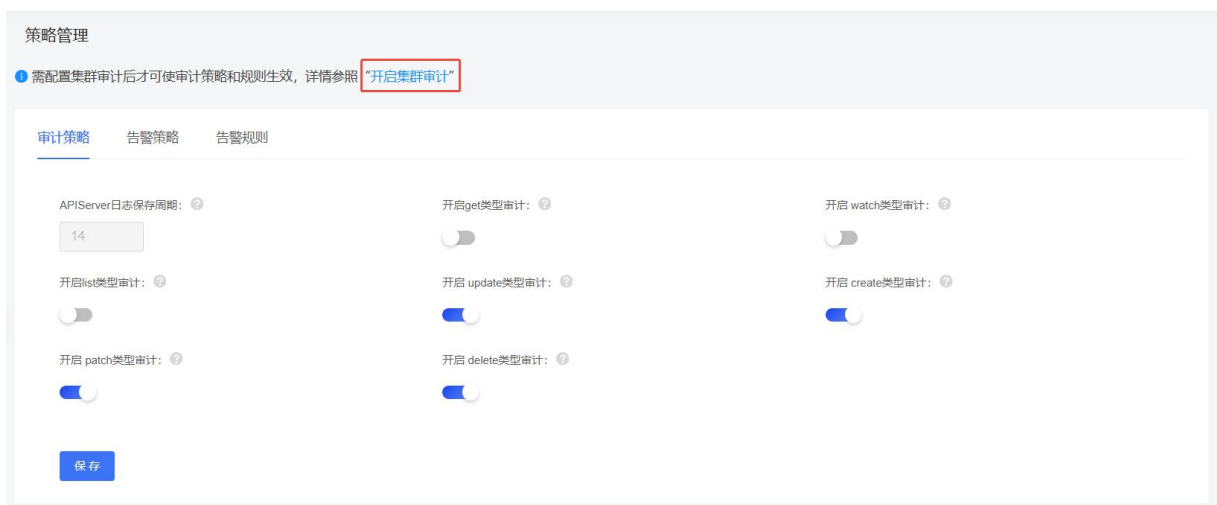 策略管理
需配置集群审计后才可使审计策略和规则生效，详情参照 “开启集群审计”
审计策略 告警策略 告警规则
APIServer日志保存周期： 开启get类型审计： 开启 watch类型审计：
14
开启list类型审计： 开启 update类型审计： 开启 create类型审计：
开启 patch类型审计： 开启 delete类型审计：
保存